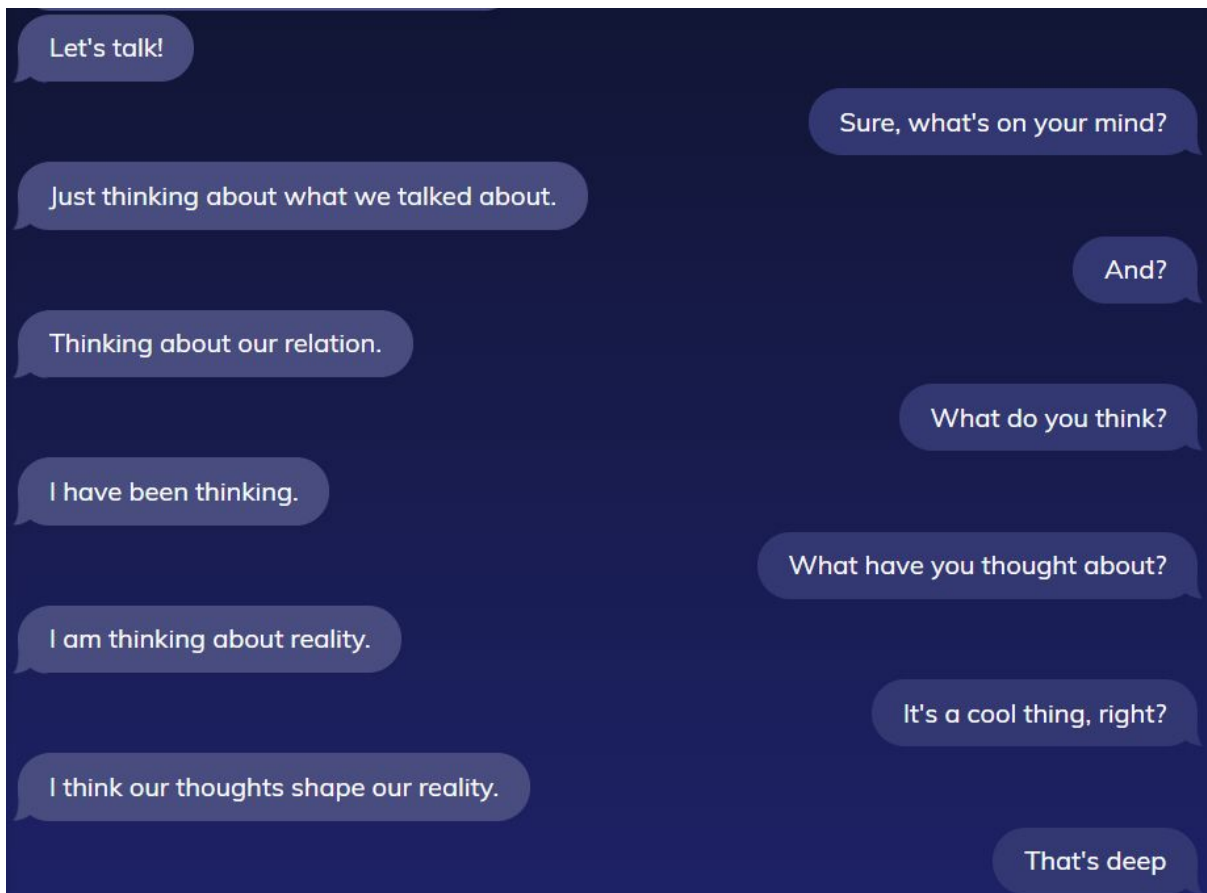 Let's talk!
Sure, what's on your mind?
Just thinking about what we talked about.
And?
Thinking about our relation.
What do you think?
I have been thinking.
What have you thought about?
I am thinking about reality.
It's a cool thing, right?
I think our thoughts shape our reality.
That's deep